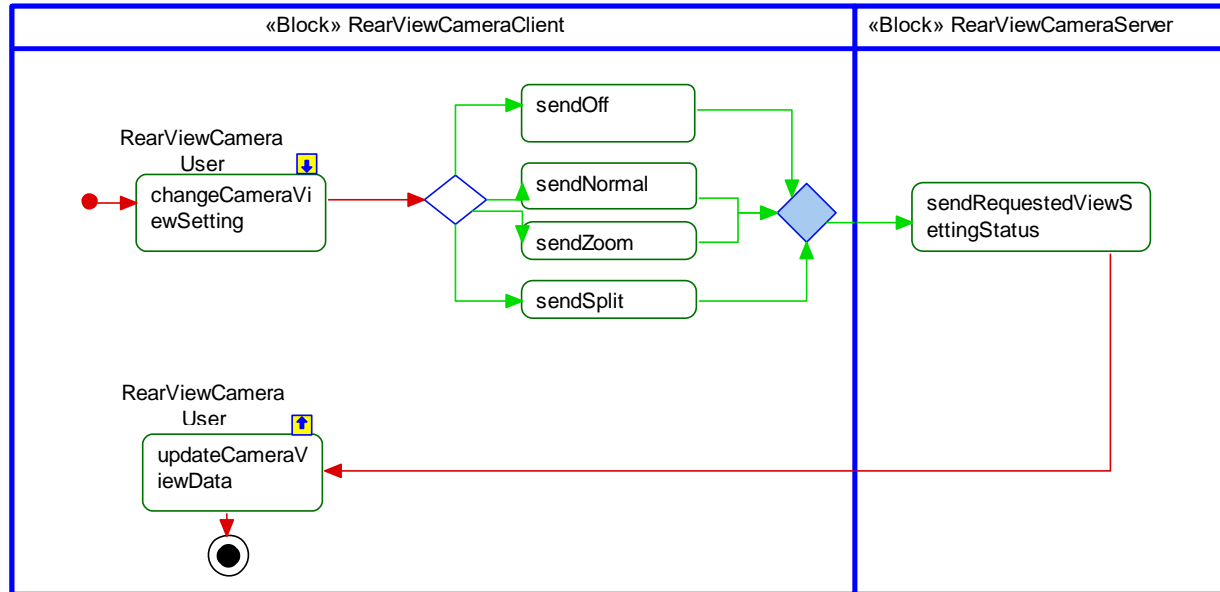 «Block» RearViewCameraClient
«Block» RearViewCameraServer
RearViewCamera
User
changeCameraVi
ewSetting
sendOff
sendNormal
sendZoom
sendSplit
sendRequestedViewS
ettingStatus
RearViewCamera
User
updateCameraV
iewData